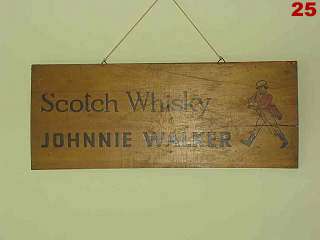 25
Scotch Whisky
JOHNNIE WALKER